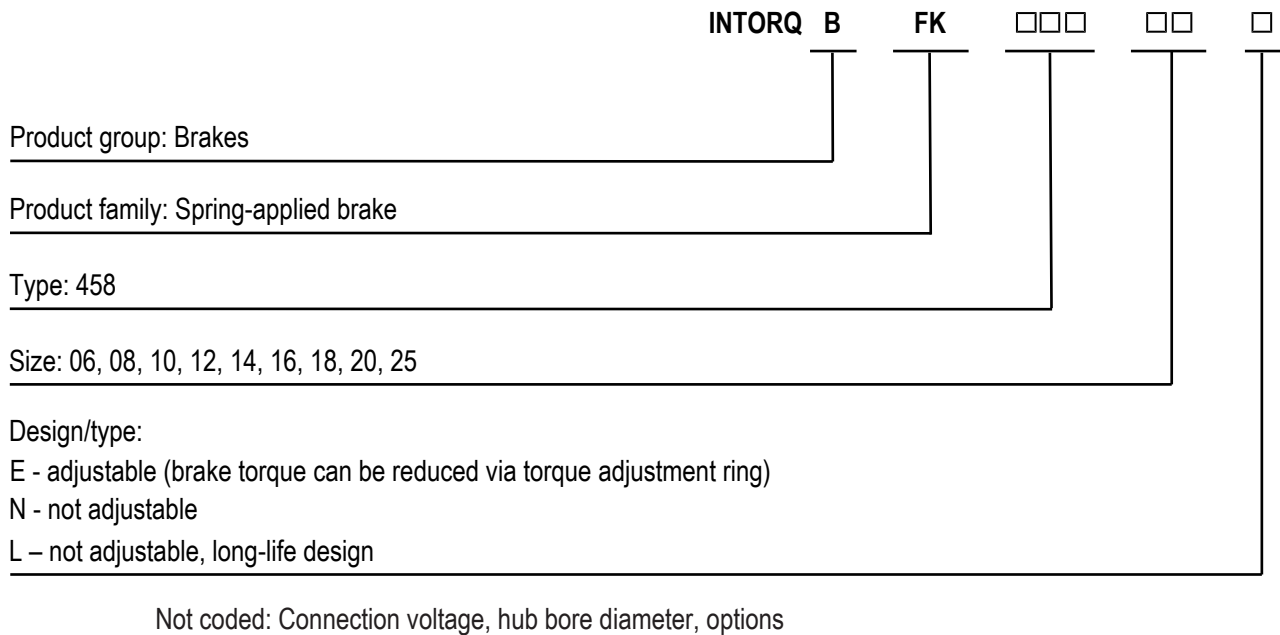 INTORQ B FK □□□ □□ □
Product group: Brakes
Product family: Spring-applied brake
Type: 458
Size: 06, 08, 10, 12, 14, 16, 18, 20, 25
Design/type:
E - adjustable (brake torque can be reduced via torque adjustment ring)
N - not adjustable
L – not adjustable, long-life design
Not coded: Connection voltage, hub bore diameter, options